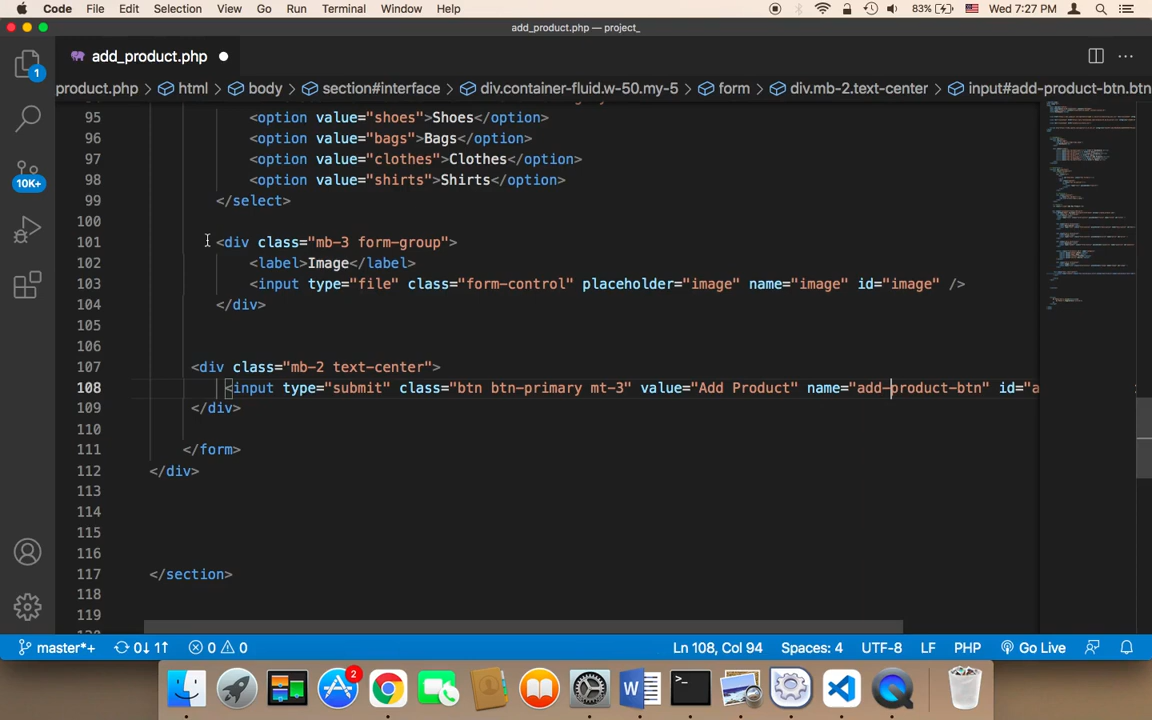 Code File Edit Selection View Go Run Terminal Window Help 83% Wed 7:27 PM
add_product.php — project_
add_product.php
1
product.php > html > body > section#interface > div.container-fluid.w-50.my-5 > form > div.mb-2.text-center > input#add-product-btn.btn
95 <option value="shoes">Shoes</option>
96 <option value="bags">Bags</option>
97 <option value="clothes">Clothes</option>
98 <option value="shirts">Shirts</option>
99 </select>
10K+
100
101 <div class="mb-3 form-group">
102 <label>Image</label>
103 <input type="file" class="form-control" placeholder="image" name="image" id="image" />
104 </div>
105
106
107 <div class="mb-2 text-center">
108 <input type="submit" class="btn btn-primary mt-3" value="Add Product" name="add-product-btn" id="a
109 </div>
110
111 </form>
112 </div>
113
114
115
116
117 </section>
118
119
master*+ 0↓ 1↑ 0 0 Ln 108, Col 94 Spaces: 4 UTF-8 LF PHP Go Live
2